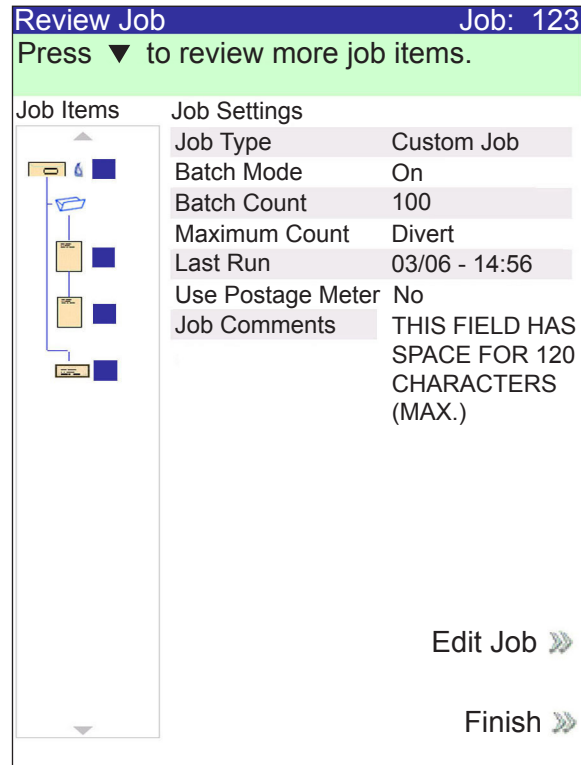 Review Job Job: 123
Press ▼ to review more job items.
Job Items Job Settings
Job Type Custom Job
Batch Mode On
Batch Count 100
Maximum Count Divert
Last Run 03/06 - 14:56
Use Postage Meter No
Job Comments THIS FIELD HAS
SPACE FOR 120
CHARACTERS
(MAX.)
Edit Job
Finish